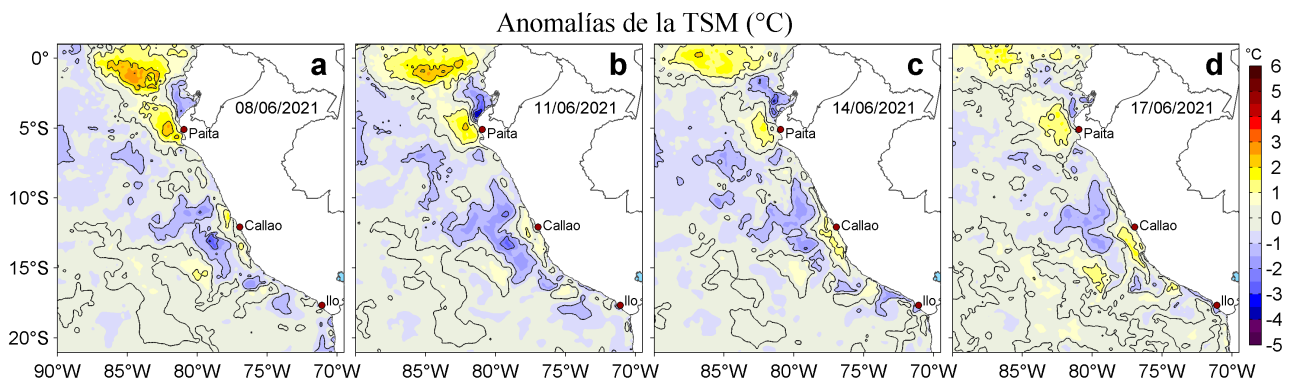 Anomalías de la TSM (°C)
0°
5°S
10°S
15°S
20°S
a
08/06/2021
Paita
Callao
Ilo
b
11/06/2021
Paita
Callao
Ilo
c
14/06/2021
Paita
Callao
Ilo
d
17/06/2021
Paita
Callao
Ilo
90°W 85°W 80°W 75°W 70°W
85°W 80°W 75°W 70°W
85°W 80°W 75°W 70°W
85°W 80°W 75°W 70°W
°C
6
5
4
3
2
1
0
-1
-2
-3
-4
-5